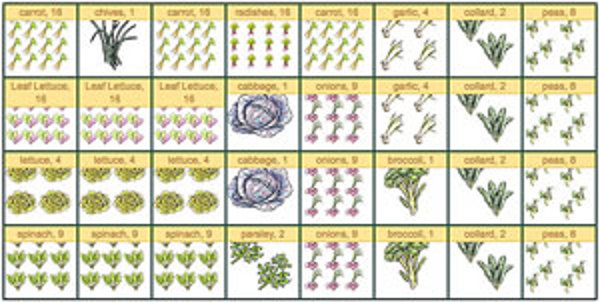 carrot, 16
chives, 1
carrot, 16
radishes, 16
carrot, 16
garlic, 4
collard, 2
peas, 8
Leaf Lettuce,
16
Leaf Lettuce,
16
Leaf Lettuce,
16
cabbage, 1
onions, 9
garlic, 4
collard, 2
peas, 8
lettuce, 4
lettuce, 4
lettuce, 4
cabbage, 1
onions, 9
broccoli, 1
collard, 2
peas, 8
spinach, 9
spinach, 9
spinach, 9
parsley, 2
onions, 9
broccoli, 1
collard, 2
peas, 8